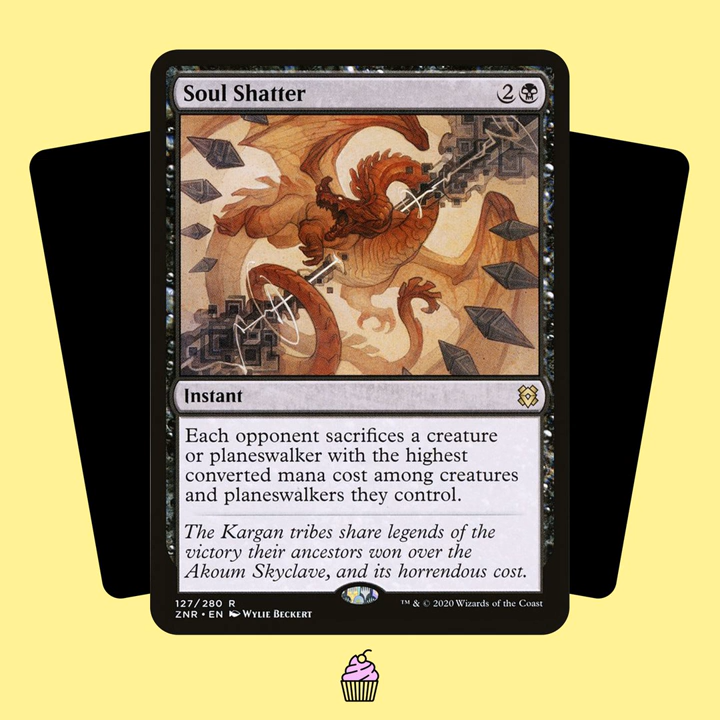 Soul Shatter 2
Instant
Each opponent sacrifices a creature
or planeswalker with the highest
converted mana cost among creatures
and planeswalkers they control.
The Kargan tribes share legends of the
victory their ancestors won over the
Akoum Skyclave, and its horrendous cost.
127/280 R
ZNR • EN Wylie Beckert
™ & © 2020 Wizards of the Coast